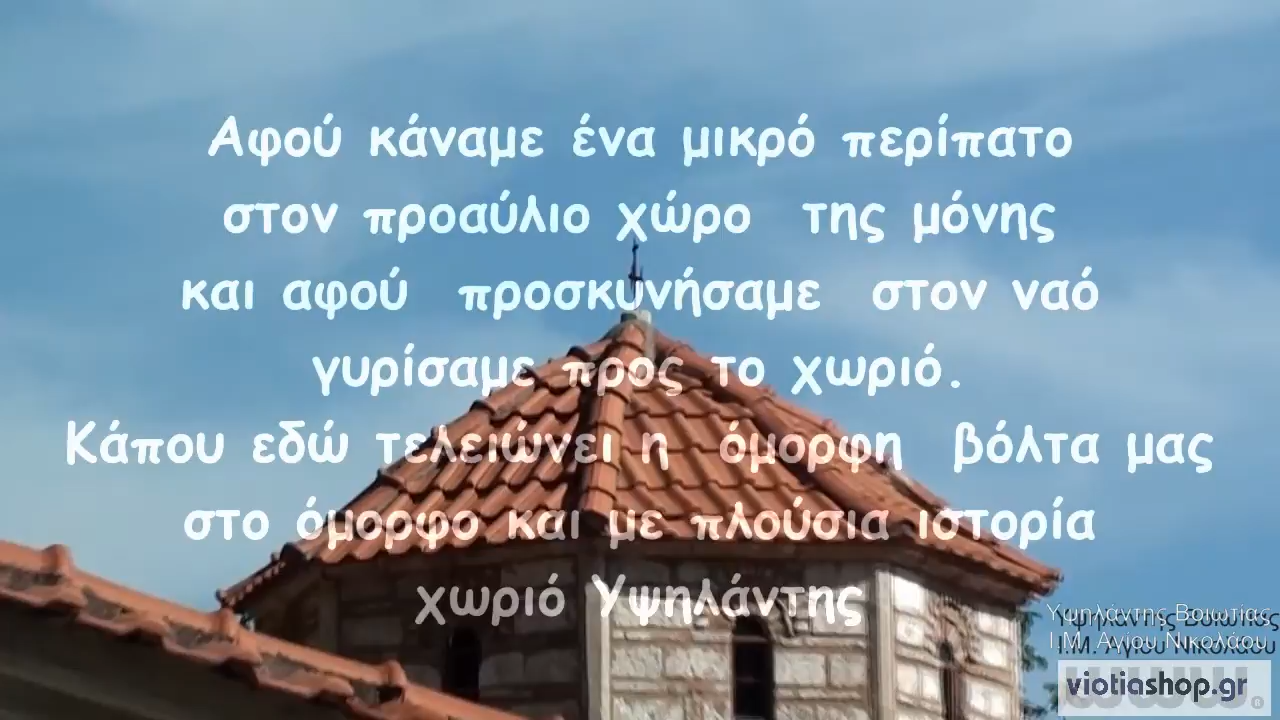 Αφού κάναμε ένα μικρό περίπατο
στον προαύλιο χώρο της μόνης
και αφού προσκυνήσαμε στον ναό
γυρίσαμε προς το χωριό.
Κάπου εδώ τελειώνει η όμορφη βόλτα μας
στο όμορφο και με πλούσια ιστορία
χωριό Υψηλάντης
Υψηλάντης Βοιωτίας
Ι.Μ. Αγίου Νικολάου
www.
viotiashop.gr